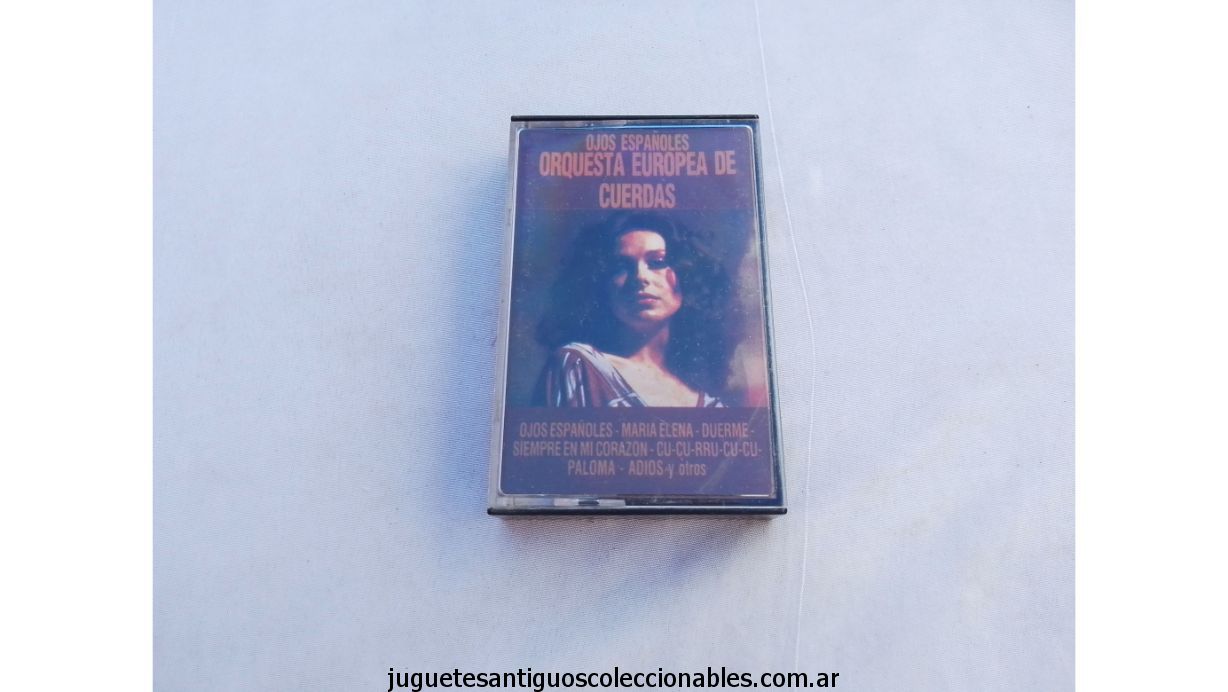 OJOS ESPAÑOLES
ORQUESTA EUROPEA DE
CUERDAS
OJOS ESPAÑOLES - MARIA ELENA - DUERME -
SIEMPRE EN MI CORAZON - CU-CU-RRU-CU-CU-
PALOMA - ADIOS y otros
juguetesantiguoscoleccionables.com.ar